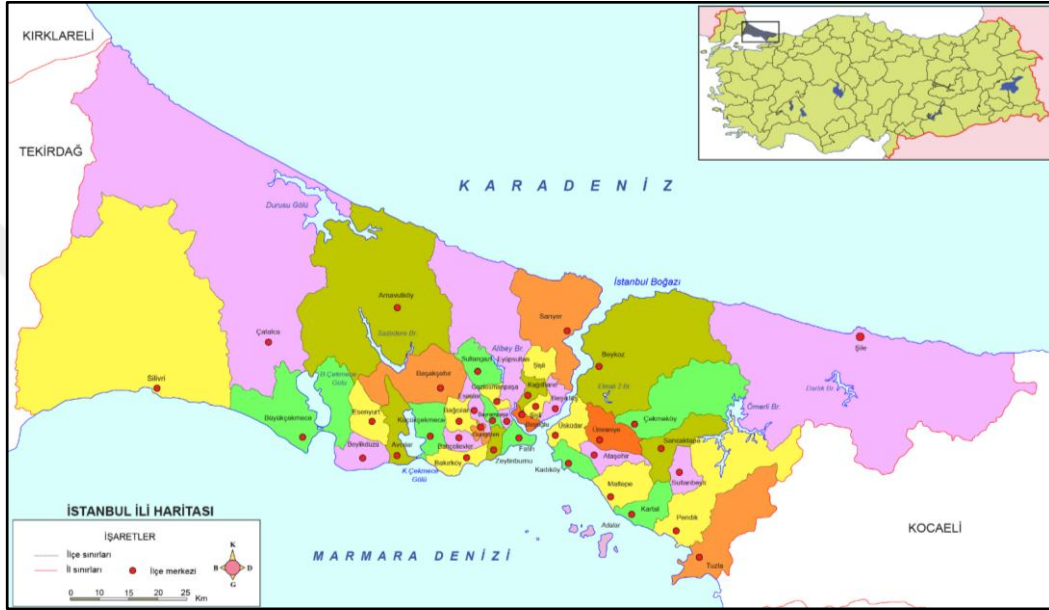 KIRKLARELİ
TEKİRDAĞ
KARADENİZ
Durusu Gölü
İstanbul Boğazı
Arnavutköy
Sarıyer
Sazlıdere Br.
Çatalca
Alibey Br.
Eyüpsultan
Şile
Sultangazi
Şişli
Beykoz
B.Çekmece
Gölü
Başakşehir
Gaziosmanpaşa
Kağıthane
Elmalı 2 Br.
Darlık Br.
Silivri
Ömerli Br.
Büyükçekmece
Esenyurt
Küçükçekmece
Bağcılar
Beşiktaş
Beyoğlu
Üsküdar
Ümraniye
Çekmeköy
Güngören
Bahçelievler
Fatih
Sancaktepe
Beylikdüzü
Avcılar
Bakırköy
Zeytinburnu
Ataşehir
K.Çekmece
Gölü
Kadıköy
Sultanbeyli
Maltepe
Kartal
Pendik
Adalar
Tuzla
KOCAELİ
MARMARA DENİZİ
İSTANBUL İLİ HARİTASI
İŞARETLER
İlçe sınırları
İl sınırları
İlçe merkezi
K
B D
G
0 10 15 20 25
Km